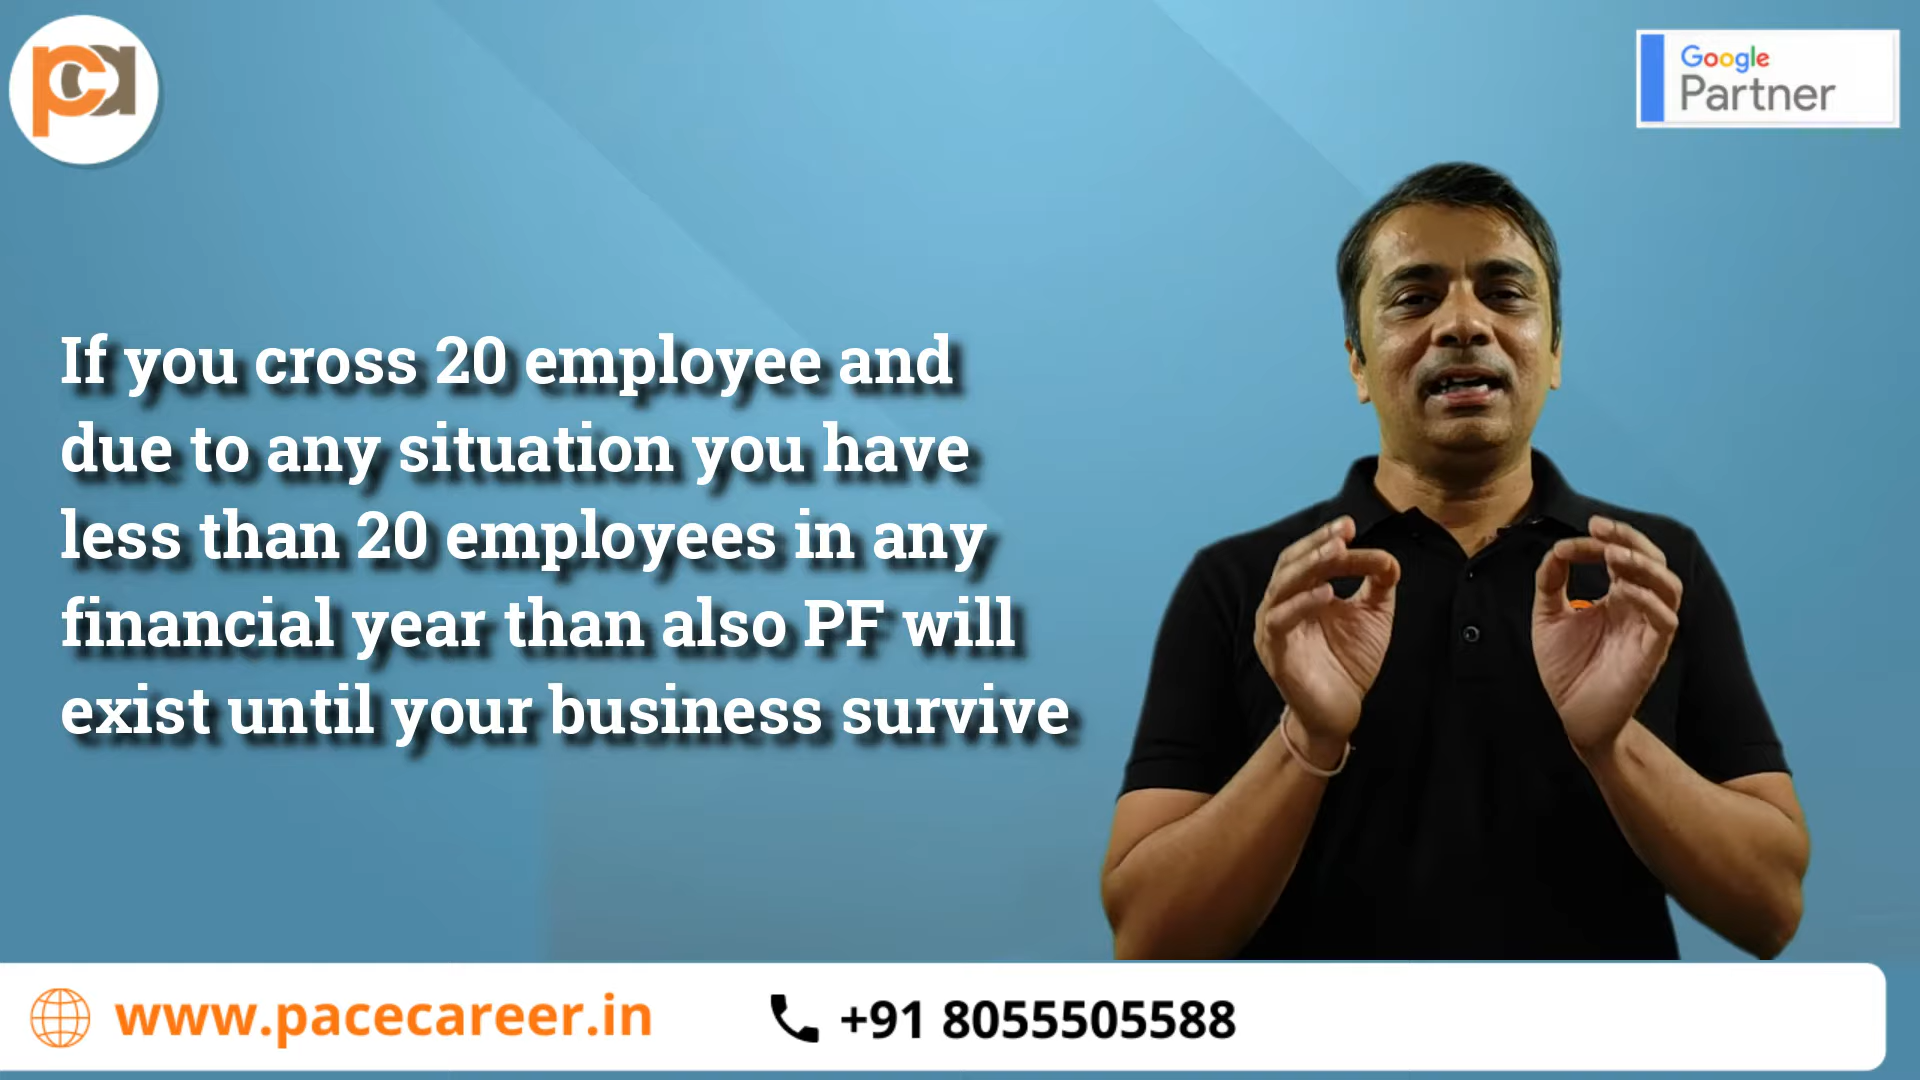 pca
Google
Partner
If you cross 20 employee and
due to any situation you have
less than 20 employees in any
financial year than also PF will
exist until your business survive
www.pacecareer.in
+91 8055505588